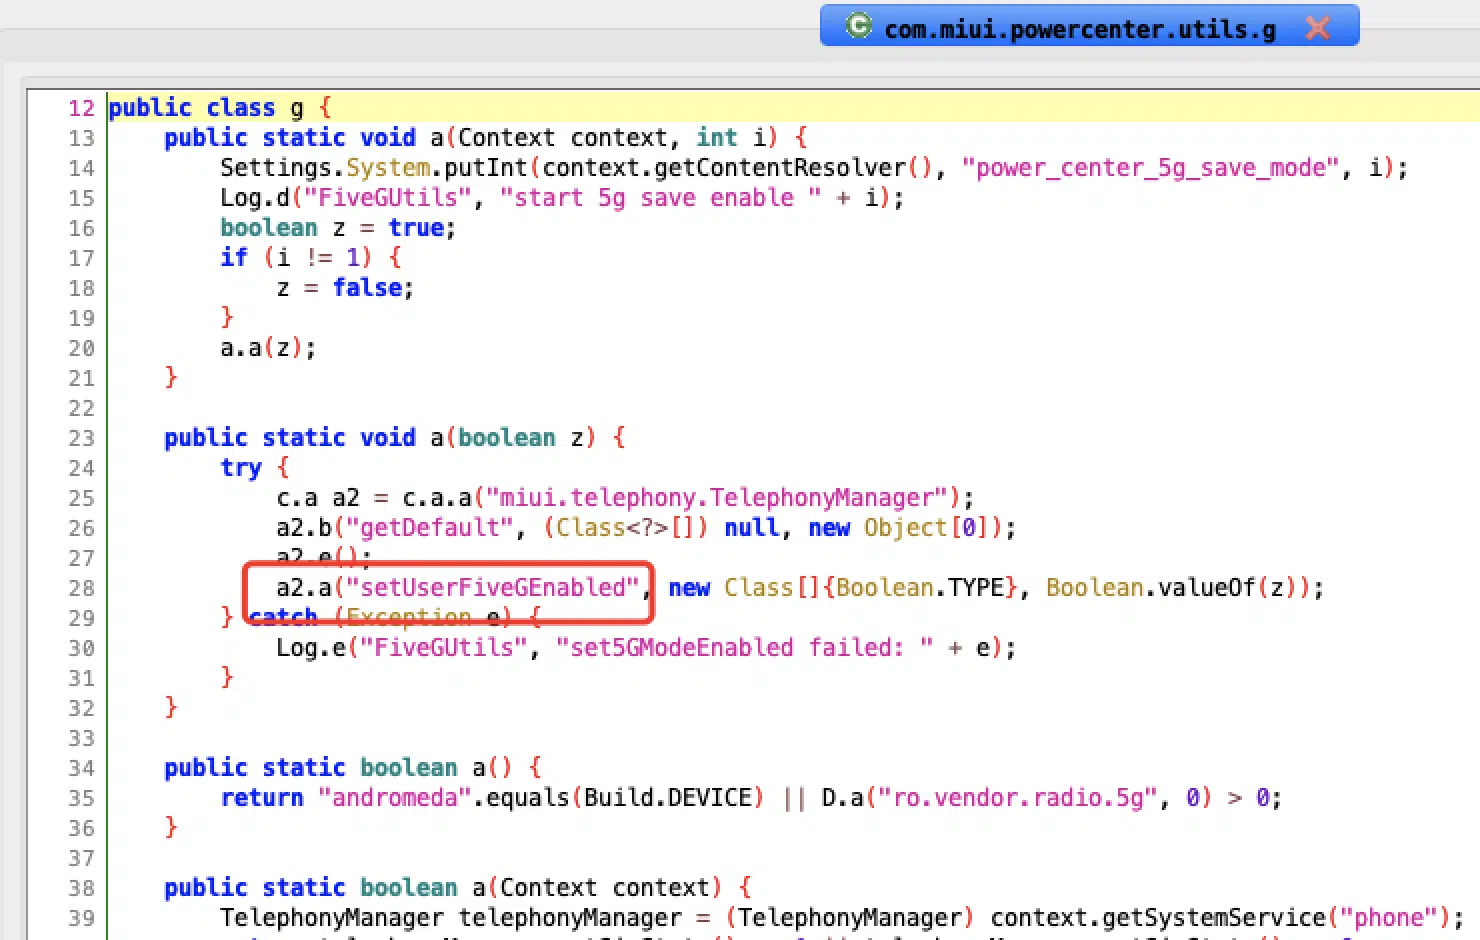 com.miui.powercenter.utils.g
12 public class g {
13 public static void a(Context context, int i) {
14 Settings.System.putInt(context.getContentResolver(), "power_center_5g_save_mode", i);
15 Log.d("FiveGUtils", "start 5g save enable " + i);
16 boolean z = true;
17 if (i != 1) {
18 z = false;
19 }
20 a.a(z);
21 }
22
23 public static void a(boolean z) {
24 try {
25 c.a a2 = c.a.a("miui.telephony.TelephonyManager");
26 a2.b("getDefault", (Class<?>[]) null, new Object[0]);
27 a2.e();
28 a2.a("setUserFiveGEnabled", new Class[]{Boolean.TYPE}, Boolean.valueOf(z));
29 } catch (Exception e) {
30 Log.e("FiveGUtils", "set5GModeEnabled failed: " + e);
31 }
32 }
33
34 public static boolean a() {
35 return "andromeda".equals(Build.DEVICE) || D.a("ro.vendor.radio.5g", 0) > 0;
36 }
37
38 public static boolean a(Context context) {
39 TelephonyManager telephonyManager = (TelephonyManager) context.getSystemService("phone");